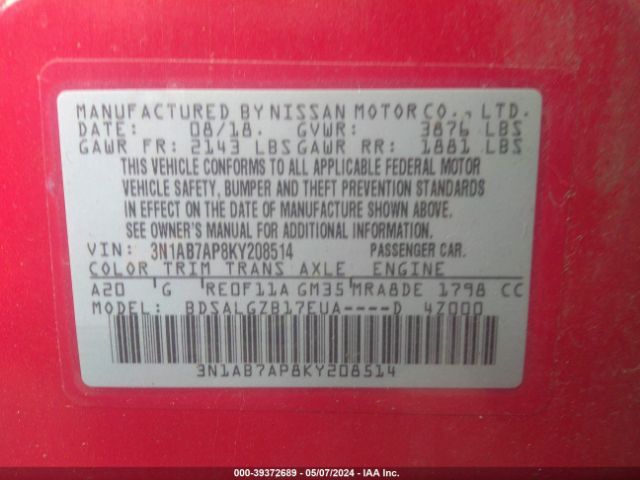 MANUFACTURED BY NISSAN MOTOR CO., LTD.
DATE: 08/18. GVWR: 3876 LBS
GAWR FR: 2143 LBS GAWR RR: 1881 LBS
THIS VEHICLE CONFORMS TO ALL APPLICABLE FEDERAL MOTOR
VEHICLE SAFETY, BUMPER AND THEFT PREVENTION STANDARDS
IN EFFECT ON THE DATE OF MANUFACTURE SHOWN ABOVE.
SEE OWNER'S MANUAL FOR ADDITIONAL INFORMATION.
VIN: 3N1AB7AP8KY208514 PASSENGER CAR.
COLOR TRIM TRANS AXLE, ENGINE
A20 G RE0F11A GM35 MRA8DE 1798 CC
MODEL: BDSALGZB17EUA----D 4Z000
3N1AB7AP8KY208514
000-39372689 - 05/07/2024 - IAA Inc.